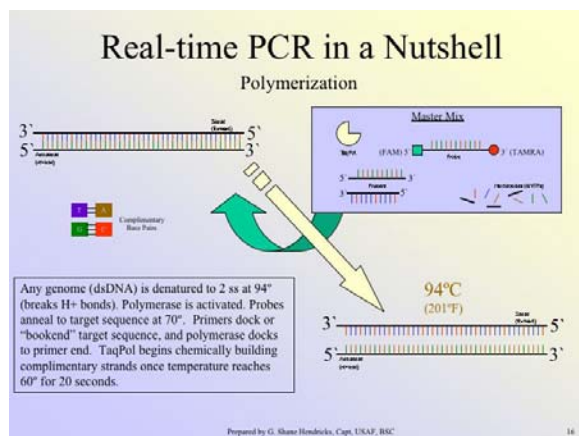 Real-time PCR in a Nutshell
Polymerization
3` 5`
5` 3`
Master Mix
TaqPol
(FAM) 5` 3` (TAMRA)
Probe
5` 3`
Primers
3` 5`
T A
G C
Complimentary
Base Pairs
Any genome (dsDNA) is denatured to 2 ss at 94º
(breaks H+ bonds). Polymerase is activated. Probes
anneal to target sequence at 70º. Primers dock or
“bookend” target sequence, and polymerase docks
to primer end. TaqPol begins chemically building
complimentary strands once temperature reaches
60º for 20 seconds.
94ºC
(201ºF)
3` 5`
5` 3`
Prepared by G. Shane Hendricks, Capt, USAF, BSC
16